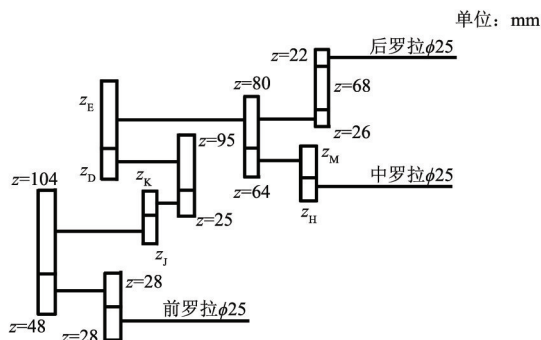 单位：mm
z=22
后罗拉ϕ25
z=80
z=68
z_E
z=26
z=95
z_M
z_D
z_K
z=64
中罗拉ϕ25
z=104
z=25
z_H
z_J
z=28
前罗拉ϕ25
z=48
z=28